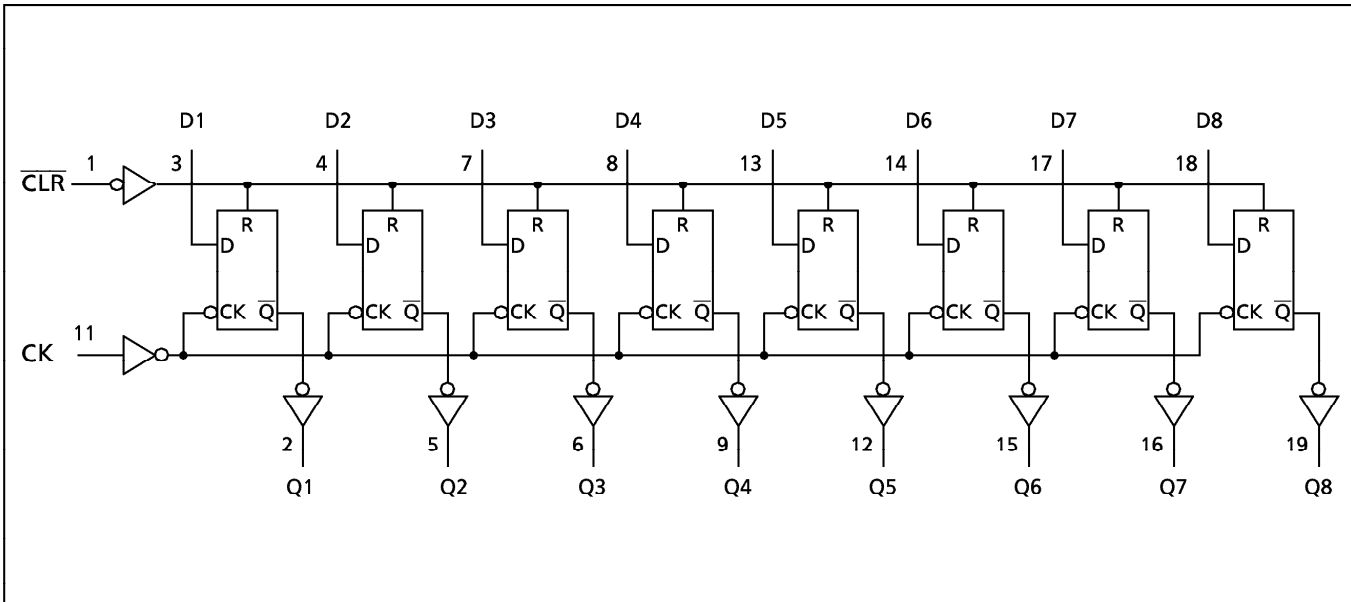 D1 D2 D3 D4 D5 D6 D7 D8
C̅L̅R̅ 1 3 4 7 8 13 14 17 18
R R R R R R R R
D D D D D D D D
CK Q̅ CK Q̅ CK Q̅ CK Q̅ CK Q̅ CK Q̅ CK Q̅ CK Q̅
CK 11
2 5 6 9 12 15 16 19
Q1 Q2 Q3 Q4 Q5 Q6 Q7 Q8